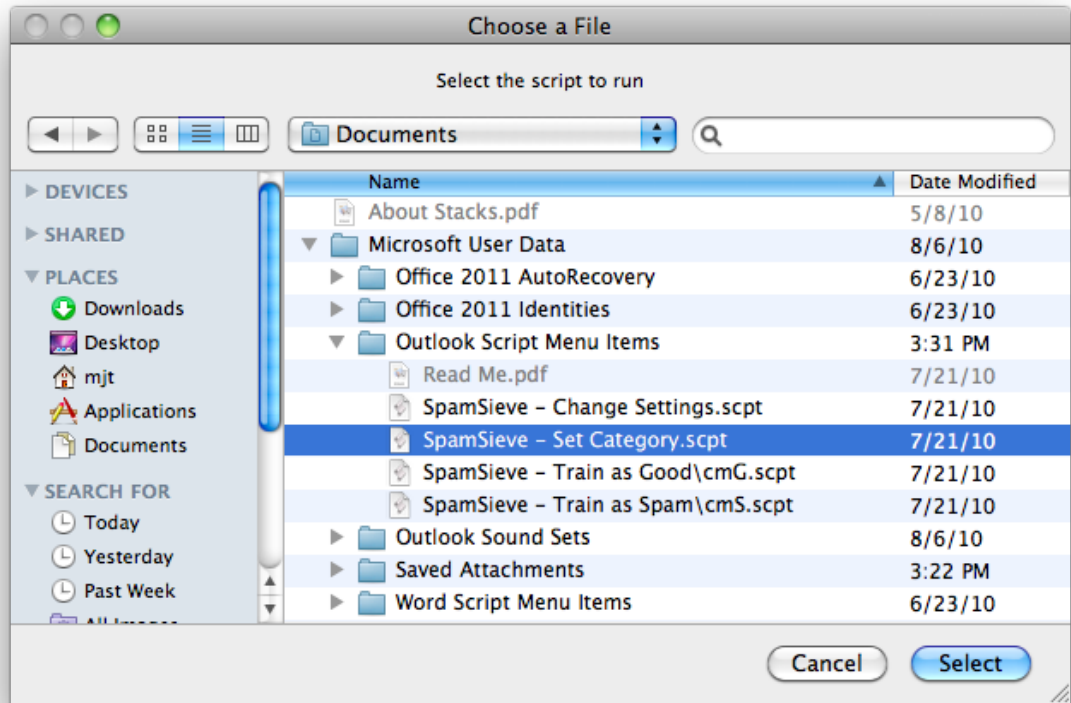 Choose a File
Select the script to run
Documents
DEVICES
SHARED
PLACES
Downloads
Desktop
mjt
Applications
Documents
SEARCH FOR
Today
Yesterday
Past Week
All Images
Name Date Modified
About Stacks.pdf 5/8/10
Microsoft User Data 8/6/10
Office 2011 AutoRecovery 6/23/10
Office 2011 Identities 6/23/10
Outlook Script Menu Items 3:31 PM
Read Me.pdf 7/21/10
SpamSieve – Change Settings.scpt 7/21/10
SpamSieve – Set Category.scpt 7/21/10
SpamSieve – Train as Good\cmG.scpt 7/21/10
SpamSieve – Train as Spam\cmS.scpt 7/21/10
Outlook Sound Sets 8/6/10
Saved Attachments 3:22 PM
Word Script Menu Items 6/23/10
Cancel Select